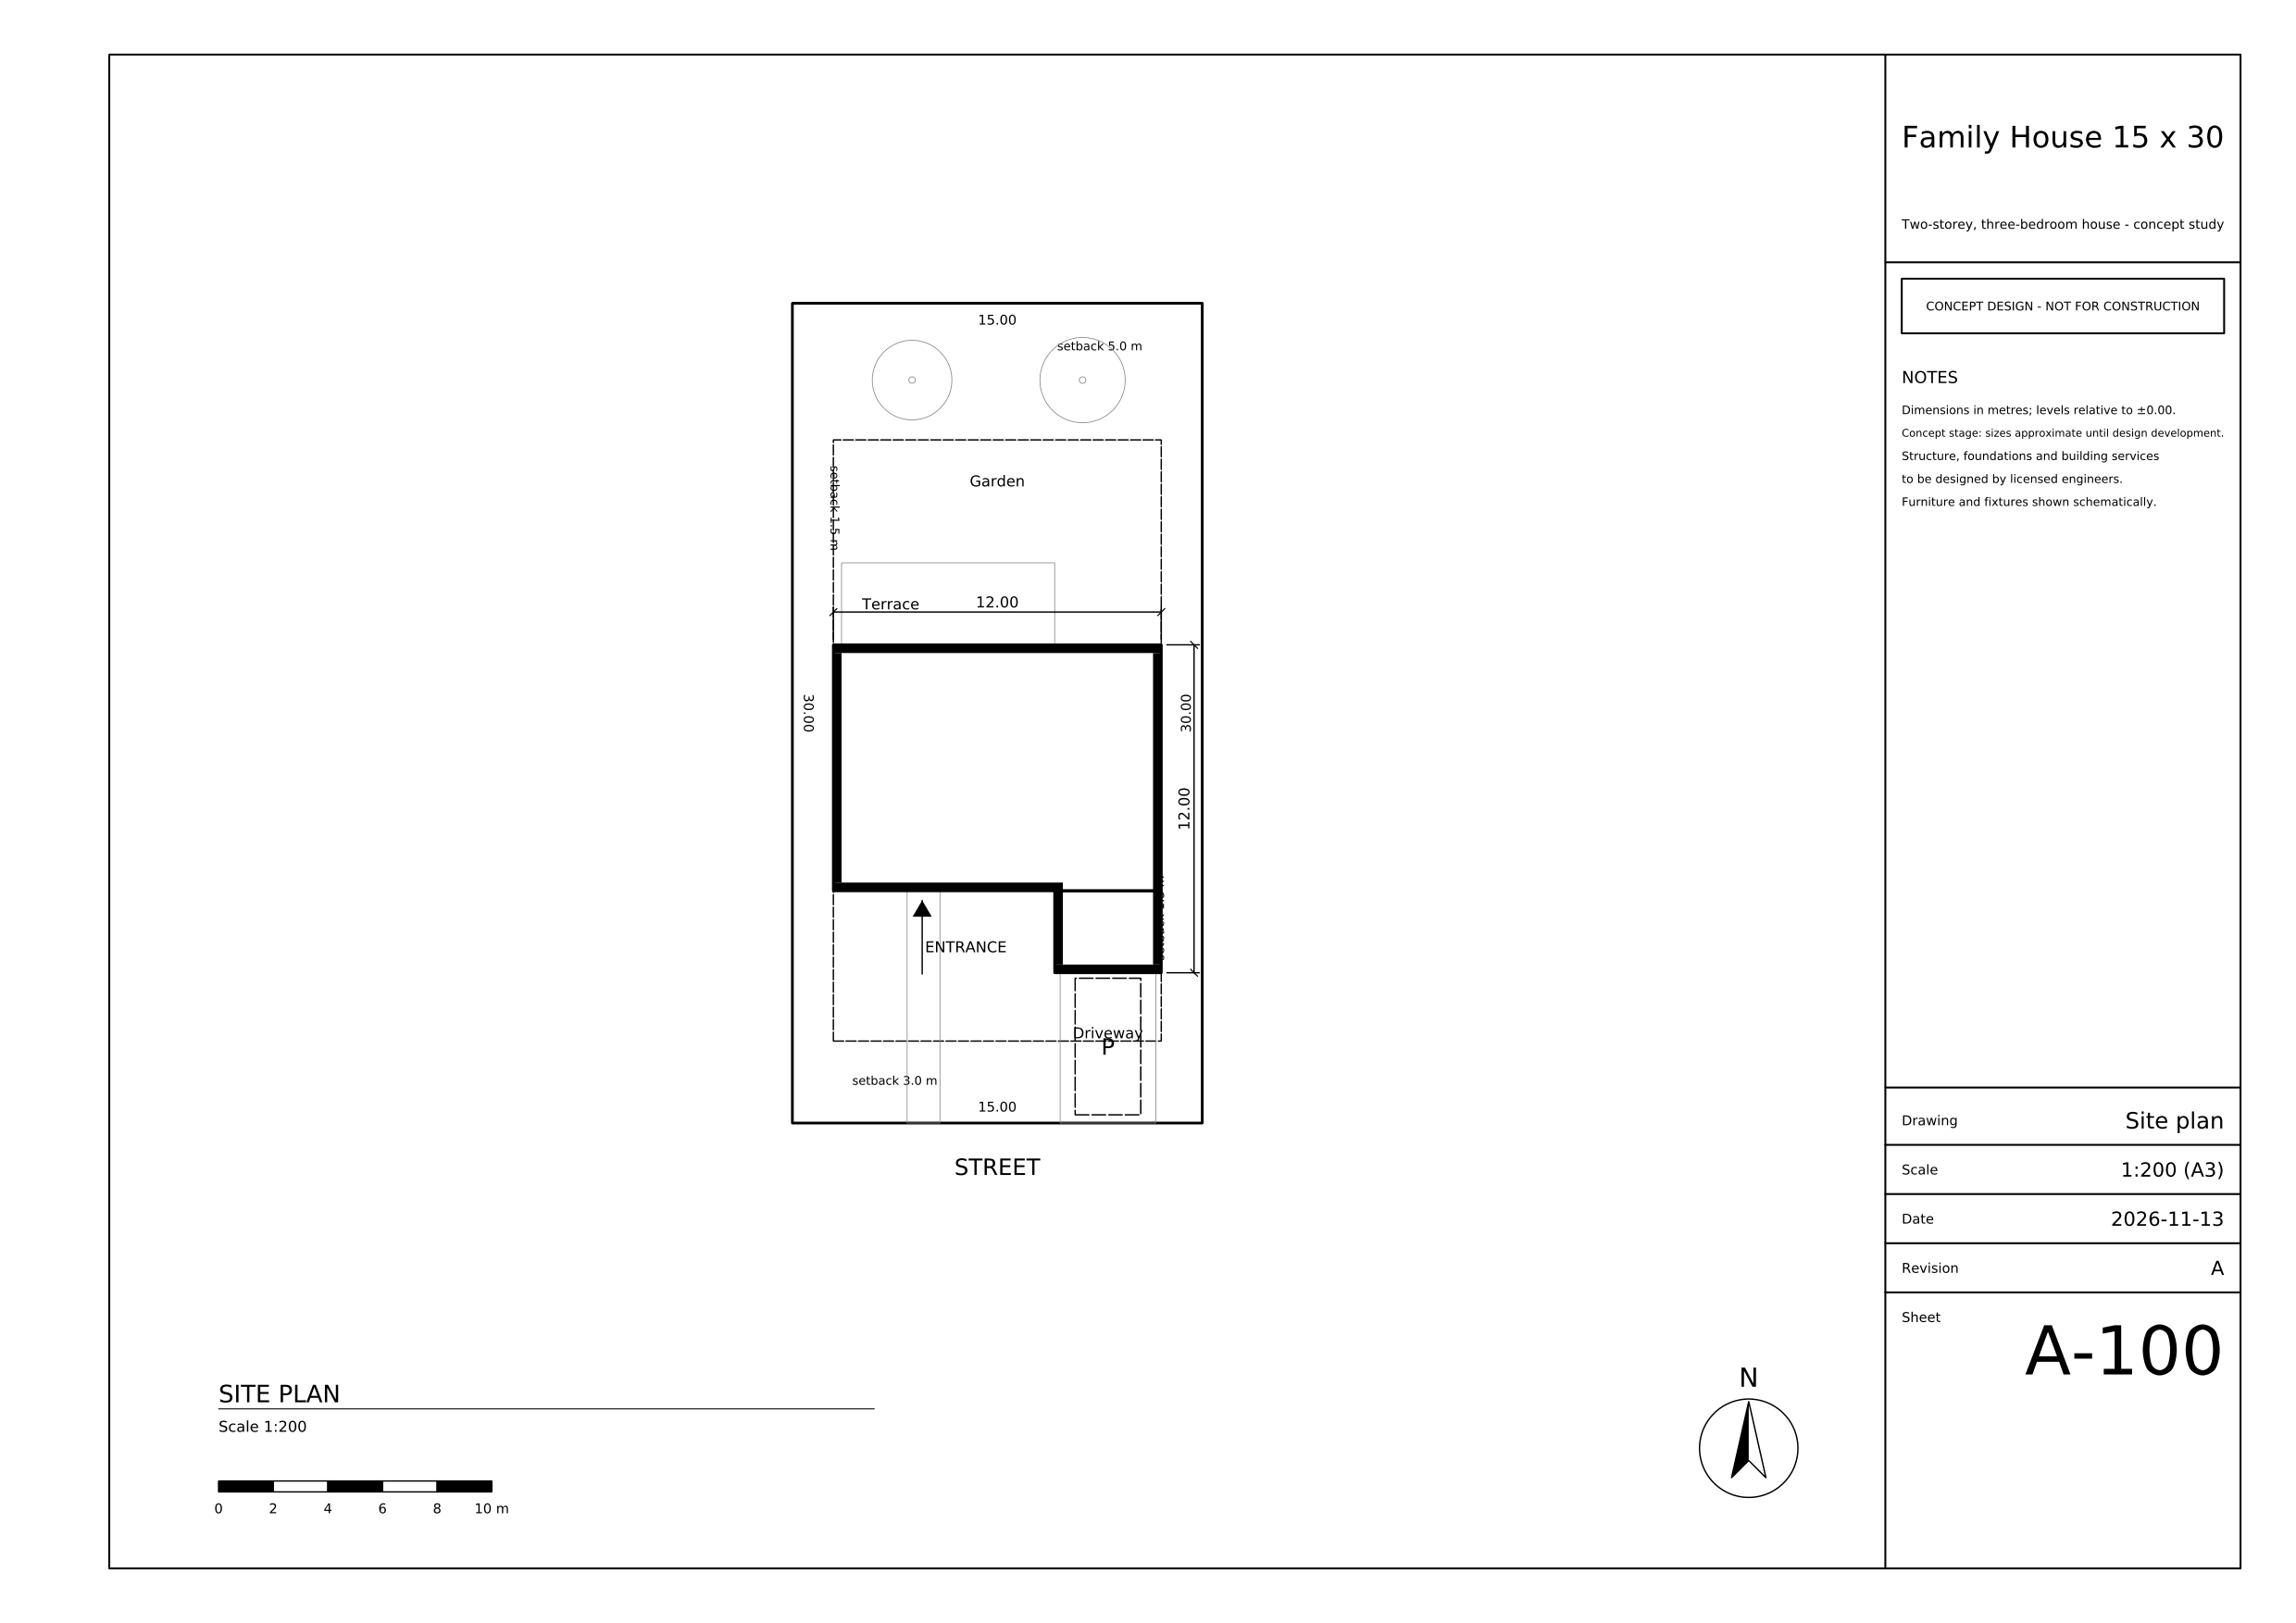 Family House 15 x 30
Two-storey, three-bedroom house - concept study
CONCEPT DESIGN - NOT FOR CONSTRUCTION
NOTES
Dimensions in metres; levels relative to ±0.00.
Concept stage: sizes approximate until design development.
Structure, foundations and building services
to be designed by licensed engineers.
Furniture and fixtures shown schematically.
15.00
setback 5.0 m
Garden
setback 1.5 m
Terrace
12.00
30.00
30.00
12.00
ENTRANCE
Driveway
P
setback 3.0 m
15.00
STREET
Drawing
Site plan
Scale
1:200 (A3)
Date
2026-11-13
Revision
A
Sheet
A-100
SITE PLAN
Scale 1:200
0 2 4 6 8 10 m
N